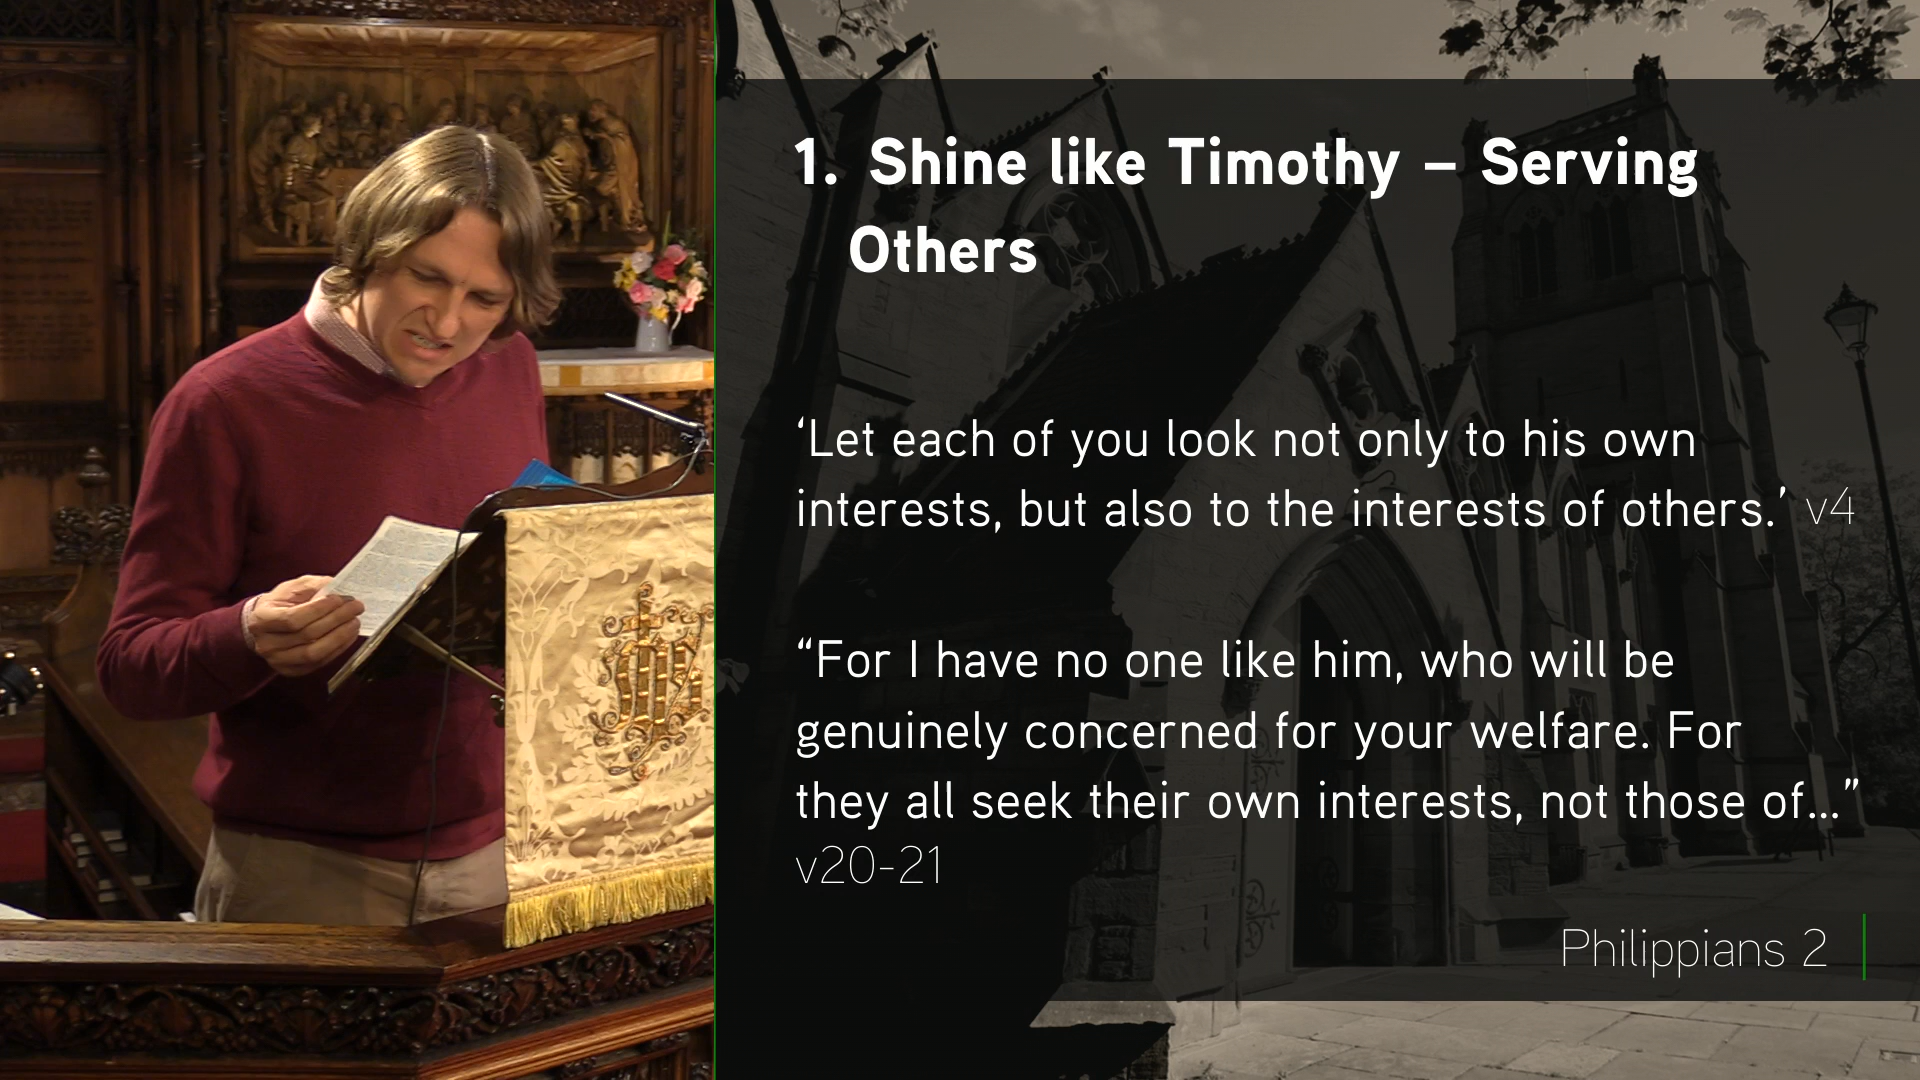 1. Shine like Timothy – Serving
Others
‘Let each of you look not only to his own
interests, but also to the interests of others.’ v4
“For I have no one like him, who will be
genuinely concerned for your welfare. For
they all seek their own interests, not those of...”
v20-21
Philippians 2